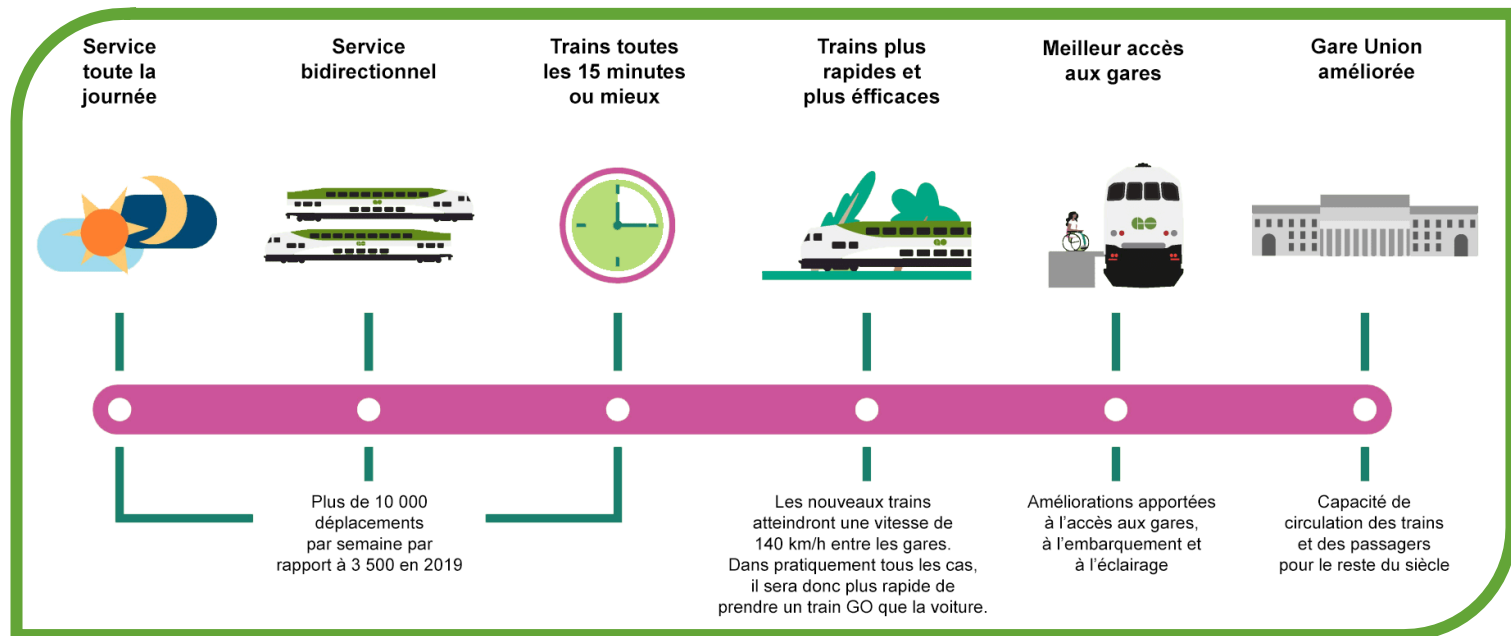 Service
toute la
journée
Service
bidirectionnel
Trains toutes
les 15 minutes
ou mieux
Trains plus
rapides et
plus éfficaces
Meilleur accès
aux gares
Gare Union
améliorée
GO
GO
GO
GO
Plus de 10 000
déplacements
par semaine par
rapport à 3 500 en 2019
Les nouveaux trains
atteindront une vitesse de
140 km/h entre les gares.
Dans pratiquement tous les cas,
il sera donc plus rapide de
prendre un train GO que la voiture.
Améliorations apportées
à l’accès aux gares,
à l’embarquement et
à l’éclairage
Capacité de
circulation des trains
et des passagers
pour le reste du siècle